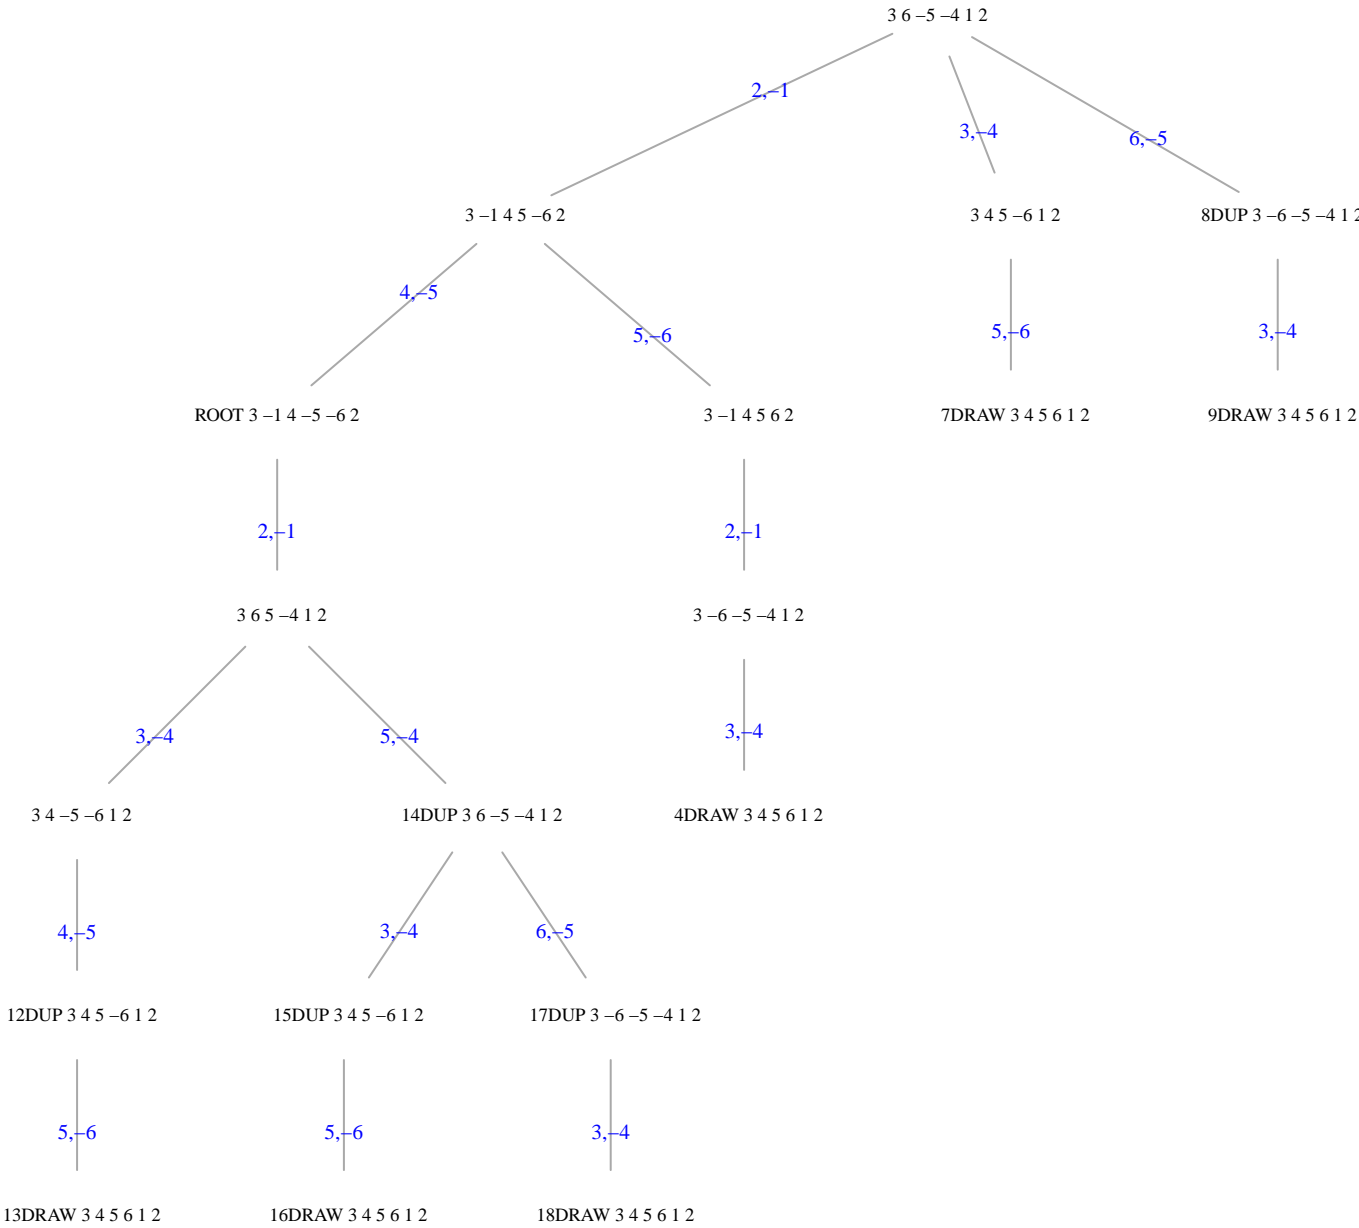 3 6 –5 –4 1 2
2,–1
3,–4
6,–5
3 –1 4 5 –6 2
3 4 5 –6 1 2
8DUP 3 –6 –5 –4 1 2
4,–5
5,–6
5,–6
3,–4
ROOT 3 –1 4 –5 –6 2
3 –1 4 5 6 2
7DRAW 3 4 5 6 1 2
9DRAW 3 4 5 6 1 2
2,–1
2,–1
3 6 5 –4 1 2
3 –6 –5 –4 1 2
3,–4
5,–4
3,–4
3 4 –5 –6 1 2
14DUP 3 6 –5 –4 1 2
4DRAW 3 4 5 6 1 2
4,–5
3,–4
6,–5
12DUP 3 4 5 –6 1 2
15DUP 3 4 5 –6 1 2
17DUP 3 –6 –5 –4 1 2
5,–6
5,–6
3,–4
13DRAW 3 4 5 6 1 2
16DRAW 3 4 5 6 1 2
18DRAW 3 4 5 6 1 2